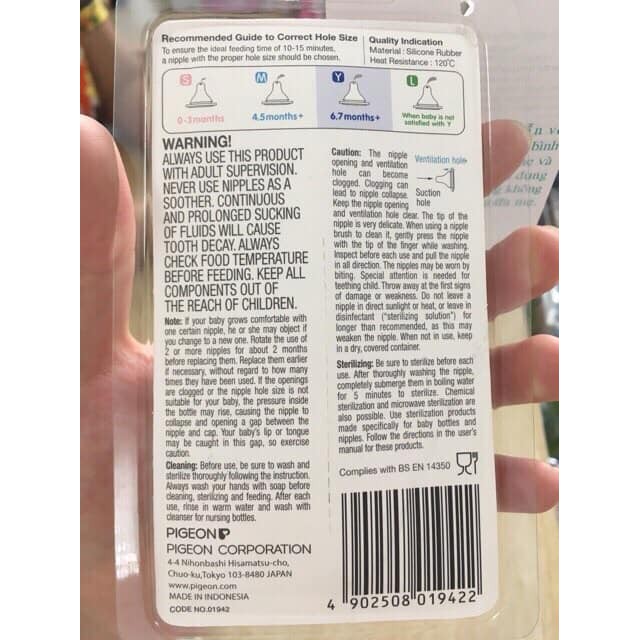 Recommended Guide to Correct Hole Size
To ensure the ideal feeding time of 10-15 minutes,
a nipple with the proper hole size should be chosen.
Quality Indication
Material : Silicone Rubber
Heat Resistance : 120°C
S
0-3months
M
4.5months+
Y
6.7months+
L
When baby is not
satisfied with Y
WARNING!
ALWAYS USE THIS PRODUCT
WITH ADULT SUPERVISION.
NEVER USE NIPPLES AS A
SOOTHER. CONTINUOUS
AND PROLONGED SUCKING
OF FLUIDS WILL CAUSE
TOOTH DECAY. ALWAYS
CHECK FOOD TEMPERATURE
BEFORE FEEDING. KEEP ALL
COMPONENTS OUT OF
THE REACH OF CHILDREN.
Note: If your baby grows comfortable with
one certain nipple, he or she may object if
you change to a new one. Rotate the use of
2 or more nipples for about 2 months
before replacing them. Replace them earlier
if necessary, without regard to how many
times they have been used. If the openings
are clogged or the nipple hole size is not
suitable for your baby, the pressure inside
the bottle may rise, causing the nipple to
collapse and opening a gap between the
nipple and cap. Your baby's lip or tongue
may be caught in this gap, so exercise
caution.
Cleaning: Before use, be sure to wash and
sterilize thoroughly following the instruction.
Always wash your hands with soap before
cleaning, sterilizing and feeding. After each
use, rinse in warm water and wash with
cleanser for nursing bottles.
PIGEON
PIGEON CORPORATION
4-4 Nihonbashi Hisamatsu-cho,
Chuo-ku,Tokyo 103-8480 JAPAN
www.pigeon.com
MADE IN INDONESIA
CODE NO.01942
Caution: The nipple
opening and ventilation
hole can become
clogged. Clogging can
lead to nipple collapse.
Keep the nipple opening
Ventilation hole
Suction
hole
and ventilation hole clear. The tip of the
nipple is very delicate. When using a nipple
brush to clean it, gently press the nipple
with the tip of the finger while washing.
Inspect before each use and pull the nipple
in all direction. The nipples may be worn by
biting. Special attention is needed for
teething child. Throw away at the first signs
of damage or weakness. Do not leave a
nipple in direct sunlight or heat, or leave in
disinfectant ("sterilizing solution") for
longer than recommended, as this may
weaken the nipple. When not in use, keep
in a dry, covered container.
Sterilizing: Be sure to sterilize before each
use. After thoroughly washing the nipple,
completely submerge them in boiling water
for 5 minutes to sterilize. Chemical
sterilization and microwave sterilization are
also possible. Use sterilization products
made specifically for baby bottles and
nipples. Follow the directions in the user's
manual for these products.
Complies with BS EN 14350
4 902508 019422
bình
và
dùng
không